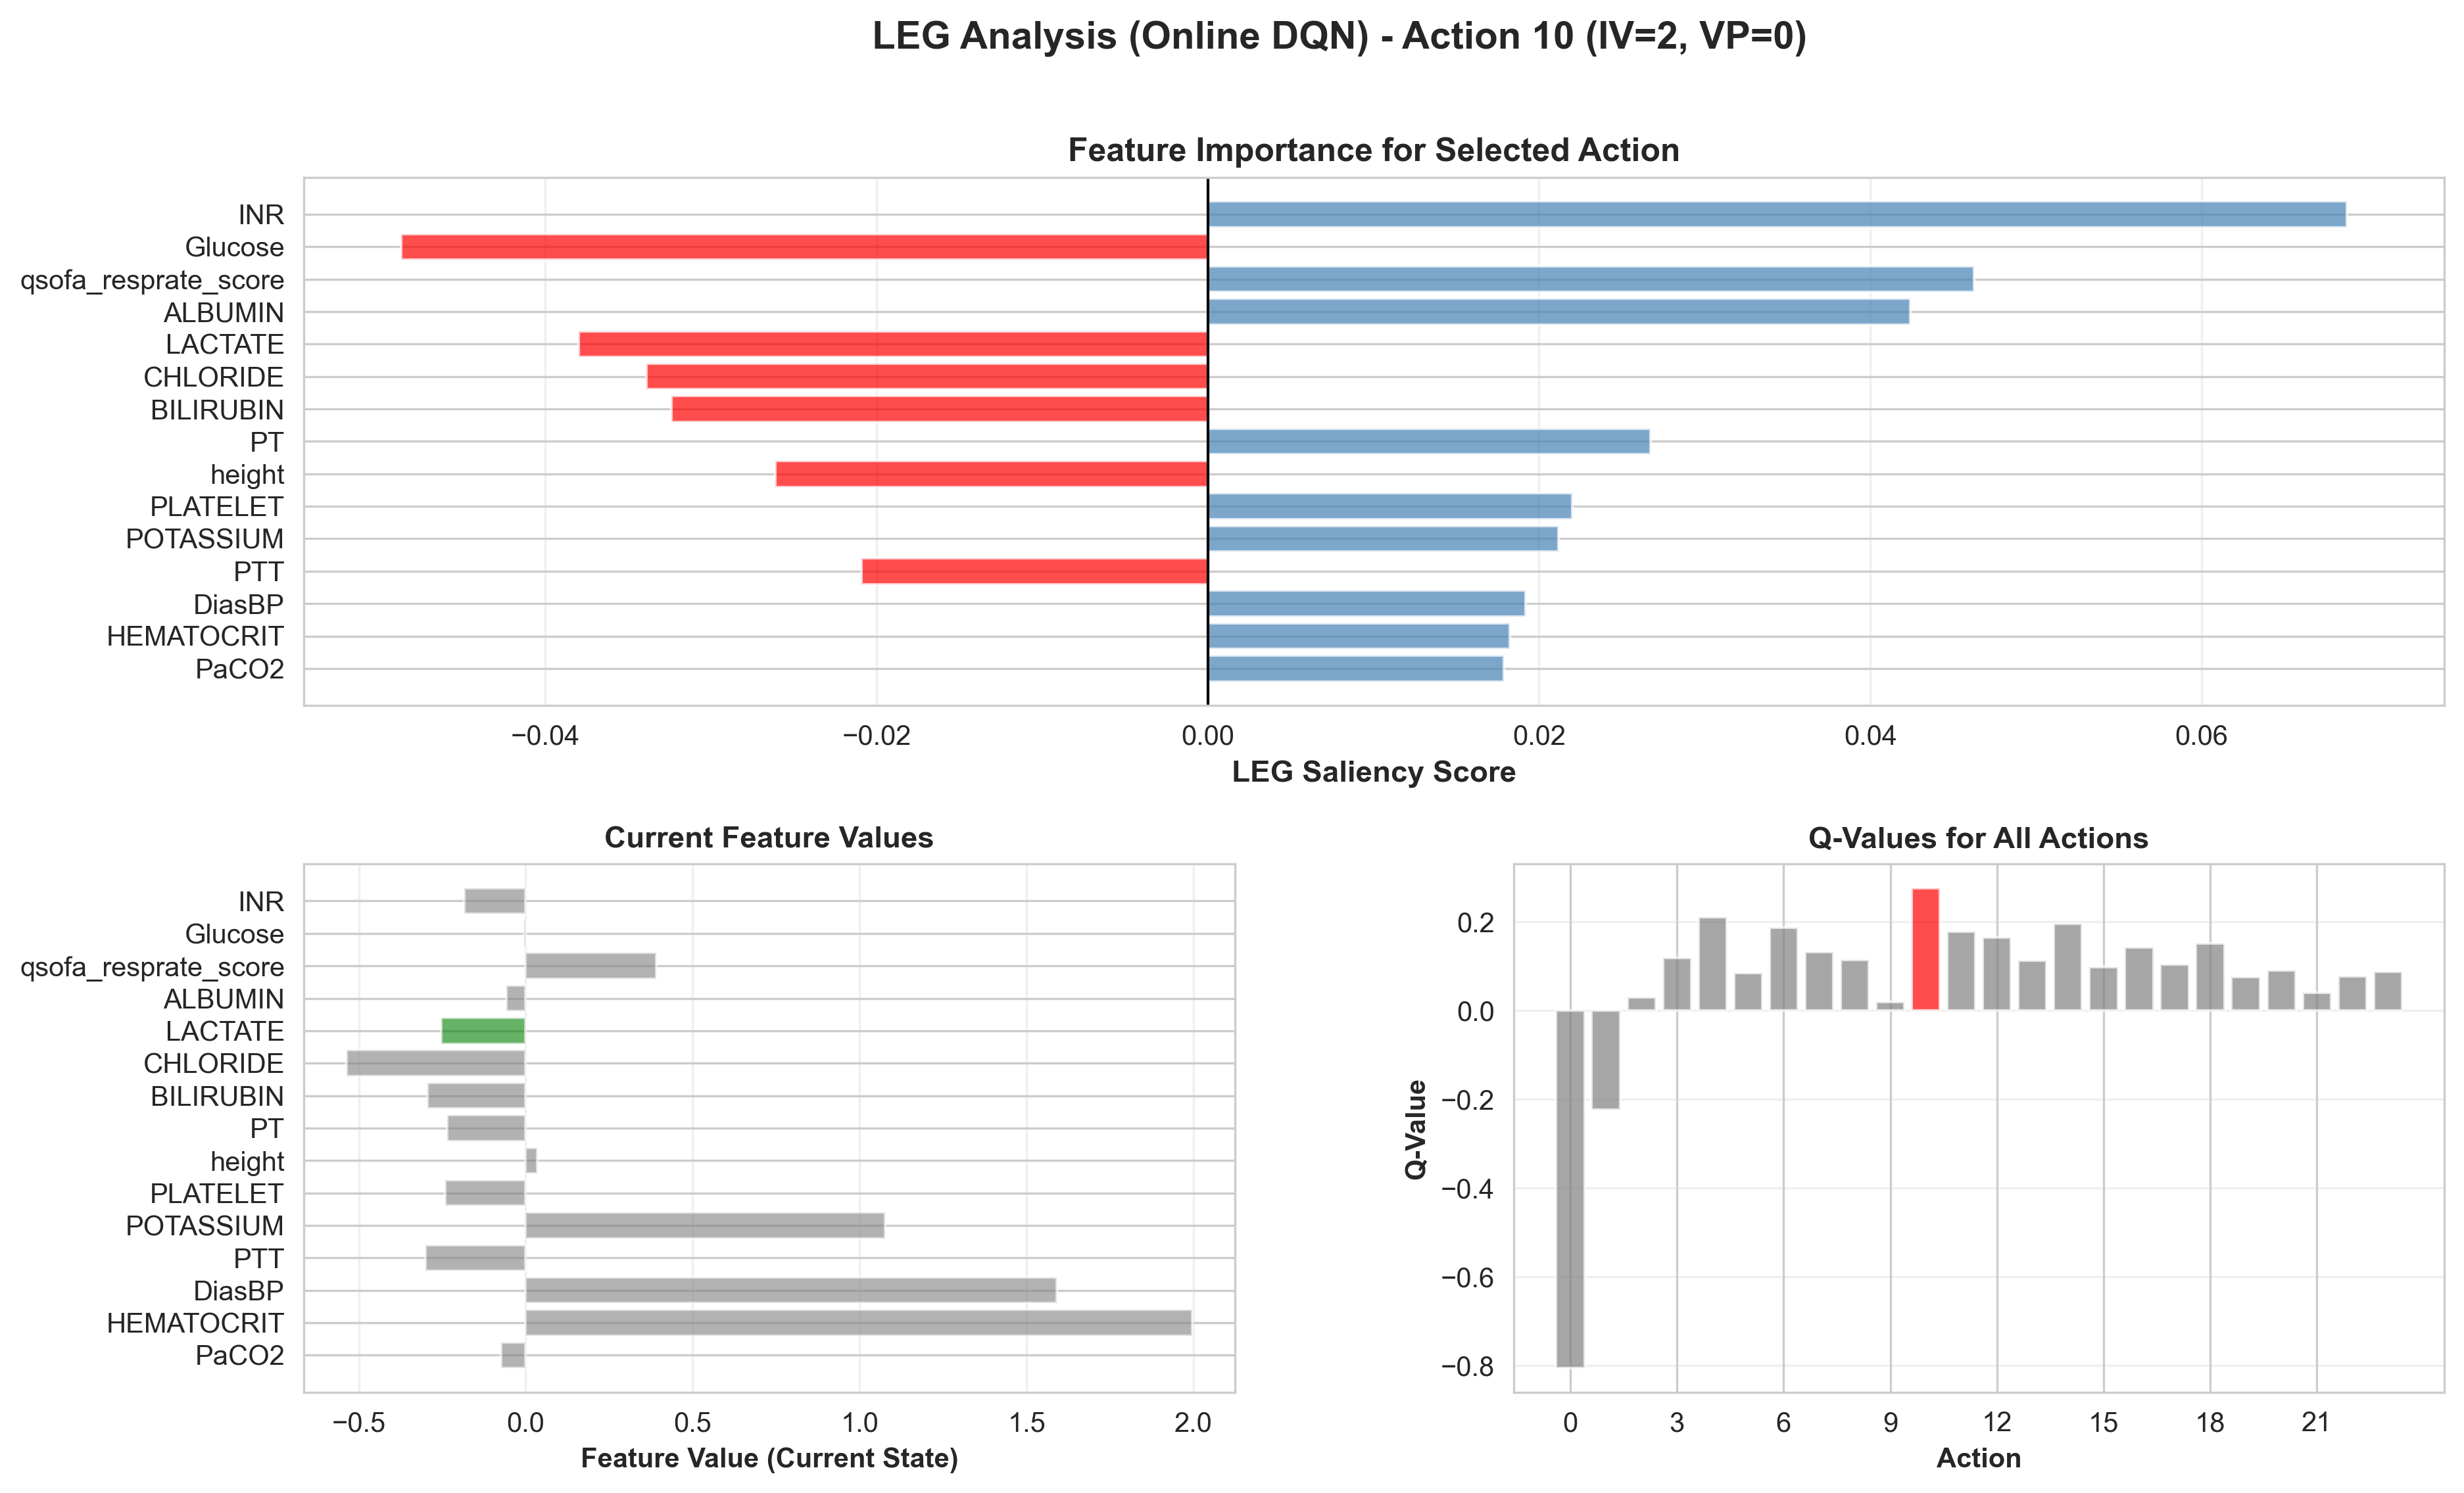 LEG Analysis (Online DQN) - Action 10 (IV=2, VP=0)
Feature Importance for Selected Action
INR
Glucose
qsofa_resprate_score
ALBUMIN
LACTATE
CHLORIDE
BILIRUBIN
PT
height
PLATELET
POTASSIUM
PTT
DiasBP
HEMATOCRIT
PaCO2
−0.04 −0.02 0.00 0.02 0.04 0.06
LEG Saliency Score
Current Feature Values
INR
Glucose
qsofa_resprate_score
ALBUMIN
LACTATE
CHLORIDE
BILIRUBIN
PT
height
PLATELET
POTASSIUM
PTT
DiasBP
HEMATOCRIT
PaCO2
−0.5 0.0 0.5 1.0 1.5 2.0
Feature Value (Current State)
Q-Values for All Actions
Q-Value
0.2
0.0
−0.2
−0.4
−0.6
−0.8
0 3 6 9 12 15 18 21
Action